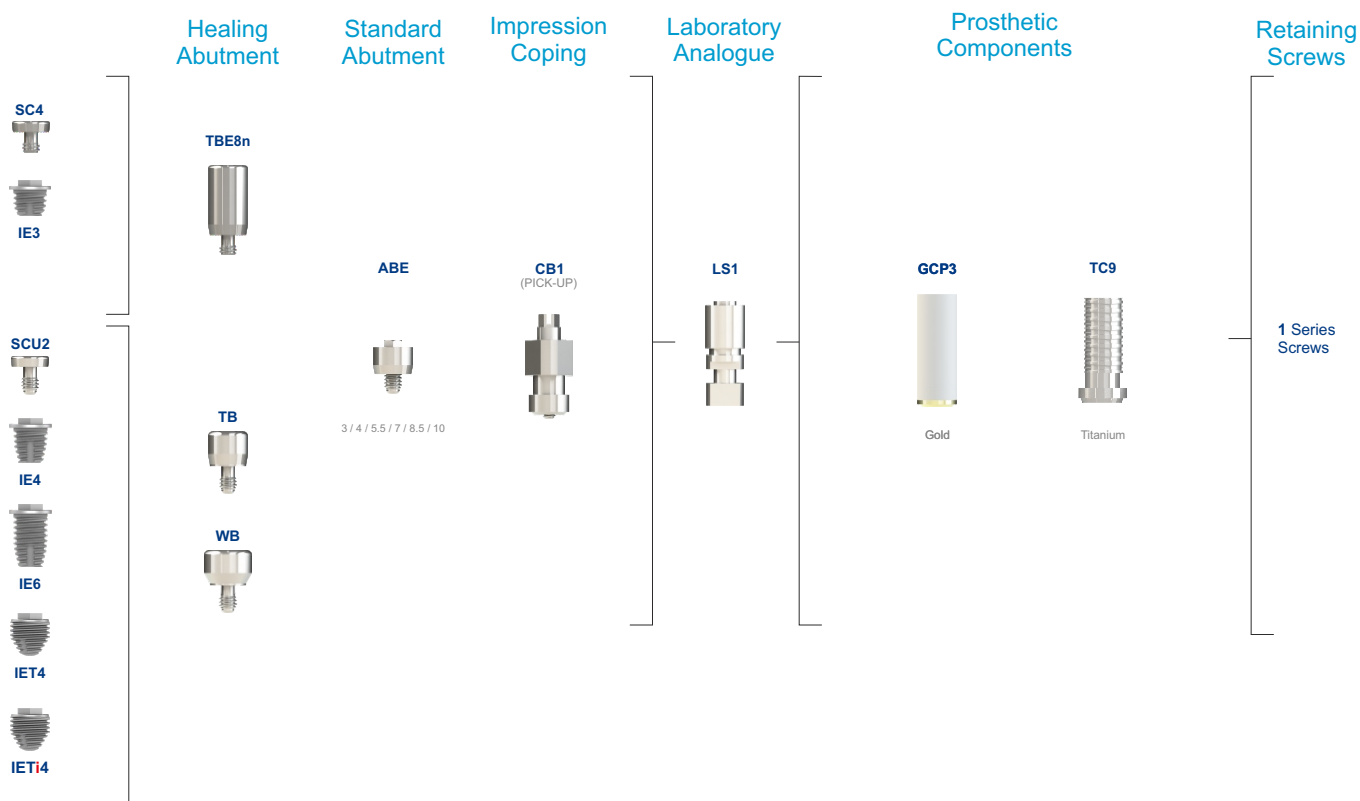 Healing
Abutment
Standard
Abutment
Impression
Coping
Laboratory
Analogue
Prosthetic
Components
Retaining
Screws
SC4
IE3
SCU2
IE4
IE6
IET4
IETi4
TBE8n
TB
WB
ABE
3 / 4 / 5.5 / 7 / 8.5 / 10
CB1
(PICK-UP)
LS1
GCP3
Gold
TC9
Titanium
1 Series
Screws